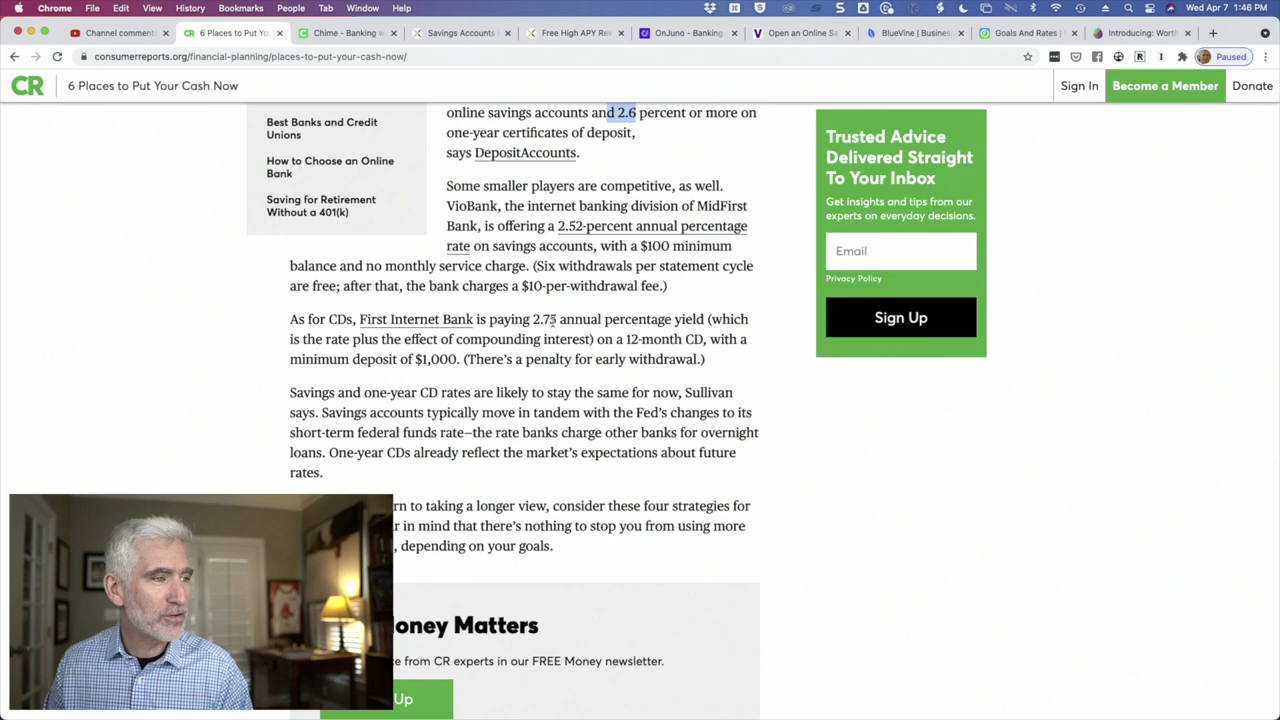 Chrome File Edit View History Bookmarks People Tab Window Help
Wed Apr 7 1:46 PM
Channel comments
6 Places to Put You
Chime - Banking w
Savings Accounts
Free High APY Rev
OnJuno - Banking
Open an Online Sa
BlueVine | Busines
Goals And Rates |
Introducing: Worth
consumerreports.org/financial-planning/places-to-put-your-cash-now/
Paused
CR
6 Places to Put Your Cash Now
Sign In
Become a Member
Donate
Best Banks and Credit
Unions
How to Choose an Online
Bank
Saving for Retirement
Without a 401(k)
online savings accounts and 2.6 percent or more on
one-year certificates of deposit,
says DepositAccounts.
Some smaller players are competitive, as well.
VioBank, the internet banking division of MidFirst
Bank, is offering a 2.52-percent annual percentage
rate on savings accounts, with a $100 minimum
balance and no monthly service charge. (Six withdrawals per statement cycle
are free; after that, the bank charges a $10-per-withdrawal fee.)
As for CDs, First Internet Bank is paying 2.75 annual percentage yield (which
is the rate plus the effect of compounding interest) on a 12-month CD, with a
minimum deposit of $1,000. (There's a penalty for early withdrawal.)
Savings and one-year CD rates are likely to stay the same for now, Sullivan
says. Savings accounts typically move in tandem with the Fed's changes to its
short-term federal funds rate—the rate banks charge other banks for overnight
loans. One-year CDs already reflect the market's expectations about future
rates.
rn to taking a longer view, consider these four strategies for
r in mind that there's nothing to stop you from using more
, depending on your goals.
oney Matters
ce from CR experts in our FREE Money newsletter.
Up
Trusted Advice
Delivered Straight
To Your Inbox
Get insights and tips from our
experts on everyday decisions.
Email
Privacy Policy
Sign Up